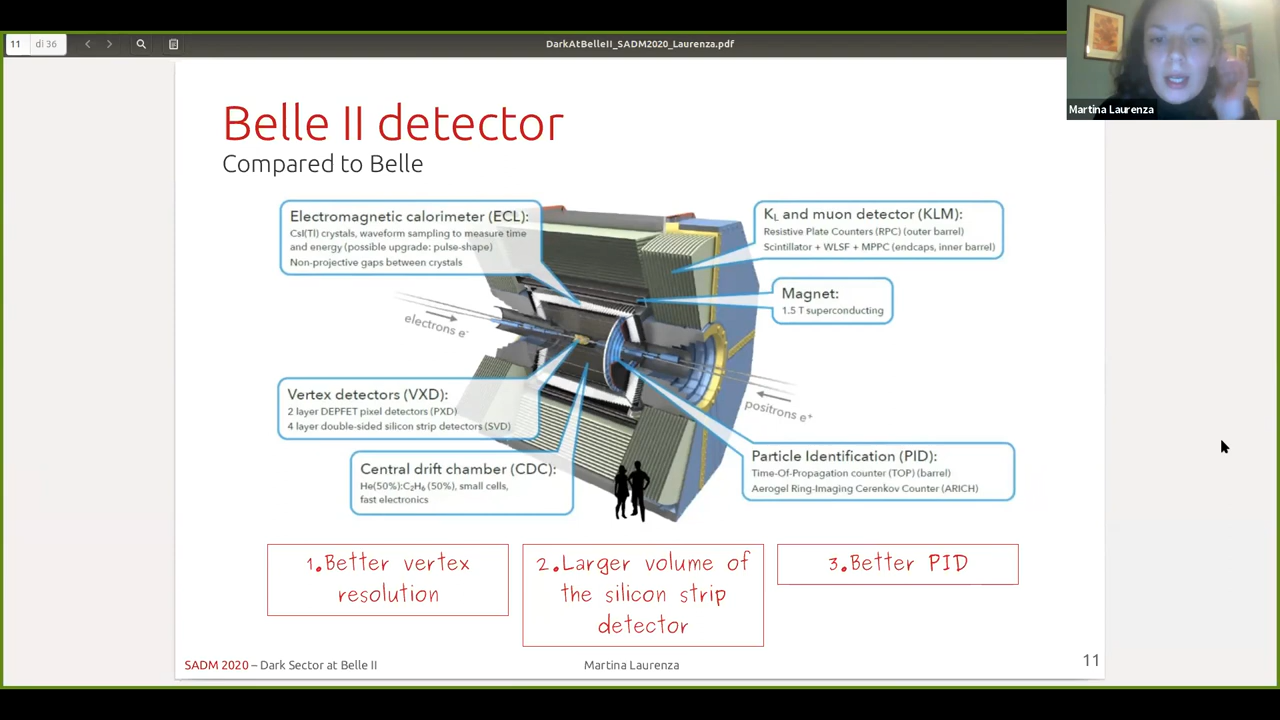 11 di 36
DarkAtBelleII_SADM2020_Laurenza.pdf
Martina Laurenza
Belle II detector
Compared to Belle
Electromagnetic calorimeter (ECL):
CsI(Tl) crystals, waveform sampling to measure time
and energy (possible upgrade: pulse-shape)
Non-projective gaps between crystals
K_L and muon detector (KLM):
Resistive Plate Counters (RPC) (outer barrel)
Scintillator + WLSF + MPPC (endcaps, inner barrel)
Magnet:
1.5 T superconducting
electrons e⁻
positrons e⁺
Vertex detectors (VXD):
2 layer DEPFET pixel detectors (PXD)
4 layer double-sided silicon strip detectors (SVD)
Central drift chamber (CDC):
He(50%):C₂H₆ (50%), small cells,
fast electronics
Particle Identification (PID):
Time-Of-Propagation counter (TOP) (barrel)
Aerogel Ring-Imaging Cerenkov Counter (ARICH)
1.Better vertex
resolution
2.Larger volume of
the silicon strip
detector
3.Better PID
SADM 2020 – Dark Sector at Belle II
Martina Laurenza
11